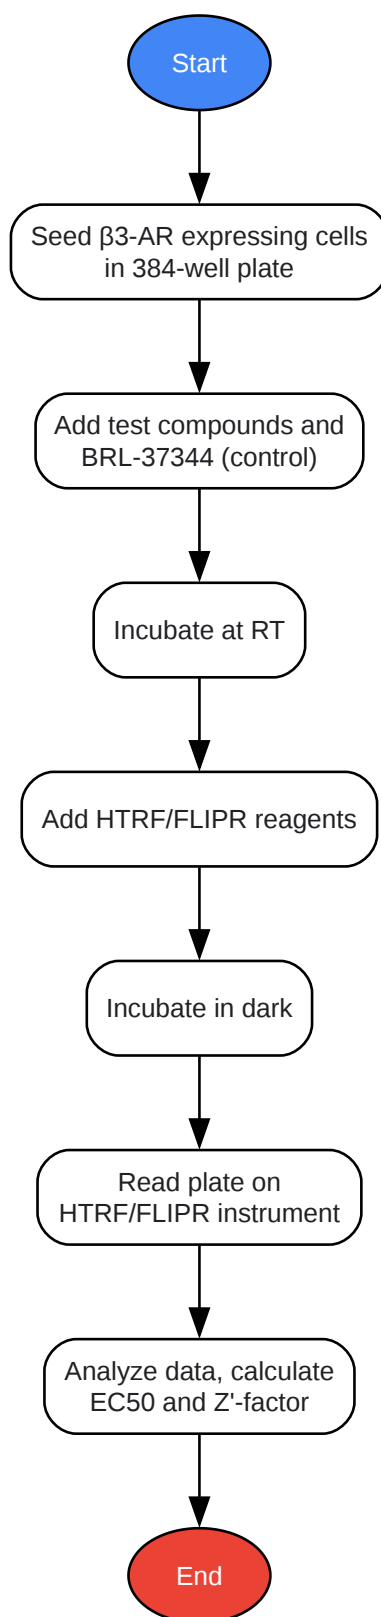 Start
Seed β3-AR expressing cells
in 384-well plate
Add test compounds and
BRL-37344 (control)
Incubate at RT
Add HTRF/FLIPR reagents
Incubate in dark
Read plate on
HTRF/FLIPR instrument
Analyze data, calculate
EC50 and Z'-factor
End